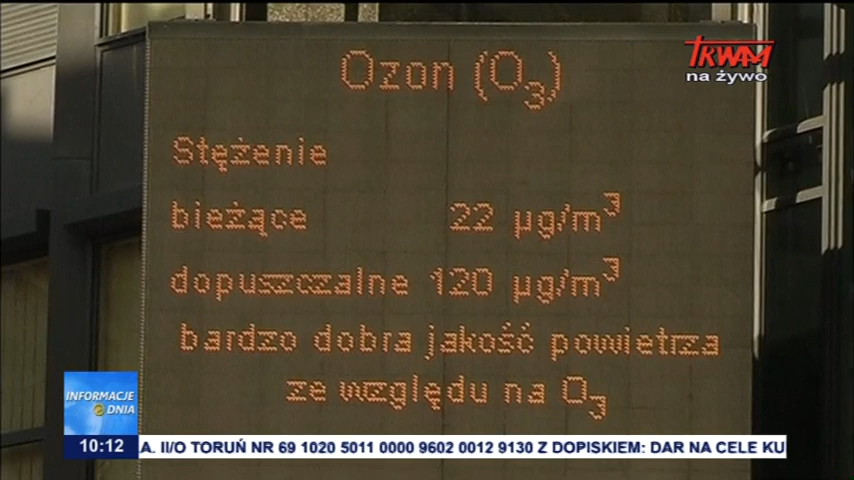 Ozon (O3)
TRWAM
na żywo
Stężenie
bieżące 22 µg/m³
dopuszczalne 120 µg/m³
bardzo dobra jakość powietrza
ze względu na O3
INFORMACJE
DNIA
10:12
A. II/O TORUŃ NR 69 1020 5011 0000 9602 0012 9130 Z DOPISKIEM: DAR NA CELE KU